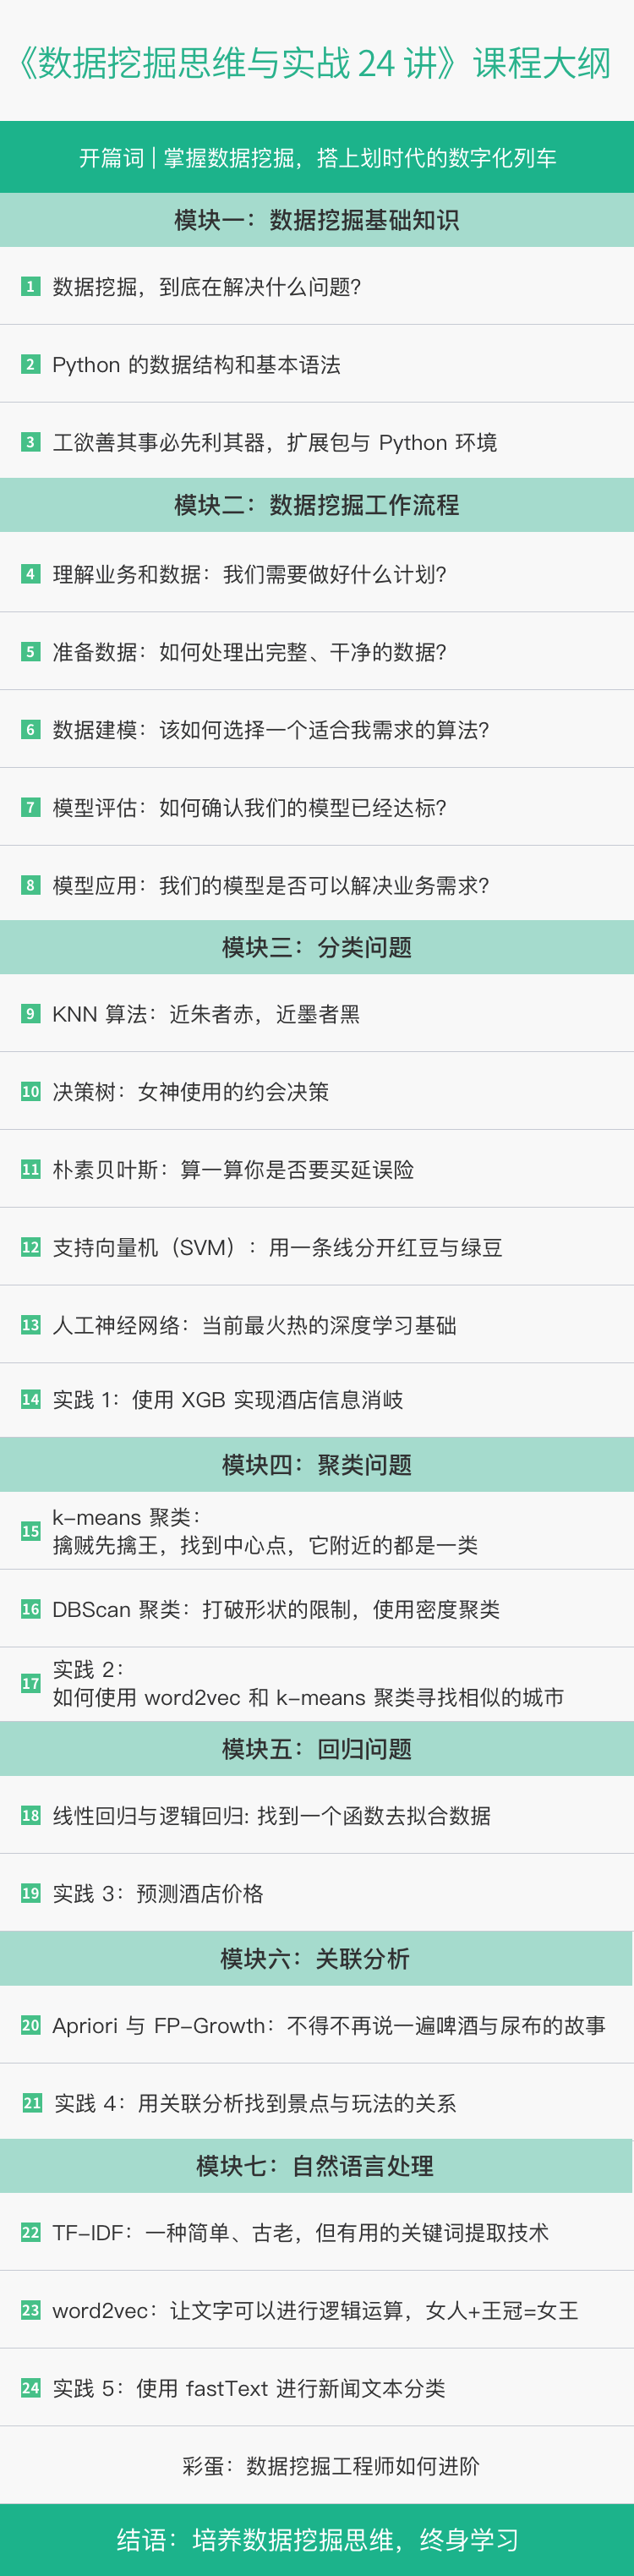 《数据挖掘思维与实战 24 讲》课程大纲
开篇词 | 掌握数据挖掘，搭上划时代的数字化列车
模块一：数据挖掘基础知识
1 数据挖掘，到底在解决什么问题?
2 Python 的数据结构和基本语法
3 工欲善其事必先利其器，扩展包与 Python 环境
模块二：数据挖掘工作流程
4 理解业务和数据：我们需要做好什么计划?
5 准备数据：如何处理出完整、干净的数据?
6 数据建模：该如何选择一个适合我需求的算法?
7 模型评估：如何确认我们的模型已经达标?
8 模型应用：我们的模型是否可以解决业务需求?
模块三：分类问题
9 KNN 算法：近朱者赤，近墨者黑
10 决策树：女神使用的约会决策
11 朴素贝叶斯：算一算你是否要买延误险
12 支持向量机（SVM）：用一条线分开红豆与绿豆
13 人工神经网络：当前最火热的深度学习基础
14 实践 1：使用 XGB 实现酒店信息消歧
模块四：聚类问题
15 k-means 聚类：
擒贼先擒王，找到中心点，它附近的都是一类
16 DBScan 聚类：打破形状的限制，使用密度聚类
17 实践 2：
如何使用 word2vec 和 k-means 聚类寻找相似的城市
模块五：回归问题
18 线性回归与逻辑回归: 找到一个函数去拟合数据
19 实践 3：预测酒店价格
模块六：关联分析
20 Apriori 与 FP-Growth：不得不再说一遍啤酒与尿布的故事
21 实践 4：用关联分析找到景点与玩法的关系
模块七：自然语言处理
22 TF-IDF：一种简单、古老，但有用的关键词提取技术
23 word2vec：让文字可以进行逻辑运算，女人+王冠=女王
24 实践 5：使用 fastText 进行新闻文本分类
彩蛋：数据挖掘工程师如何进阶
结语：培养数据挖掘思维，终身学习